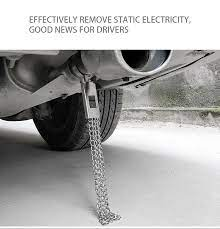 EFFECTIVELY REMOVE STATIC ELECTRICITY,
GOOD NEWS FOR DRIVERS